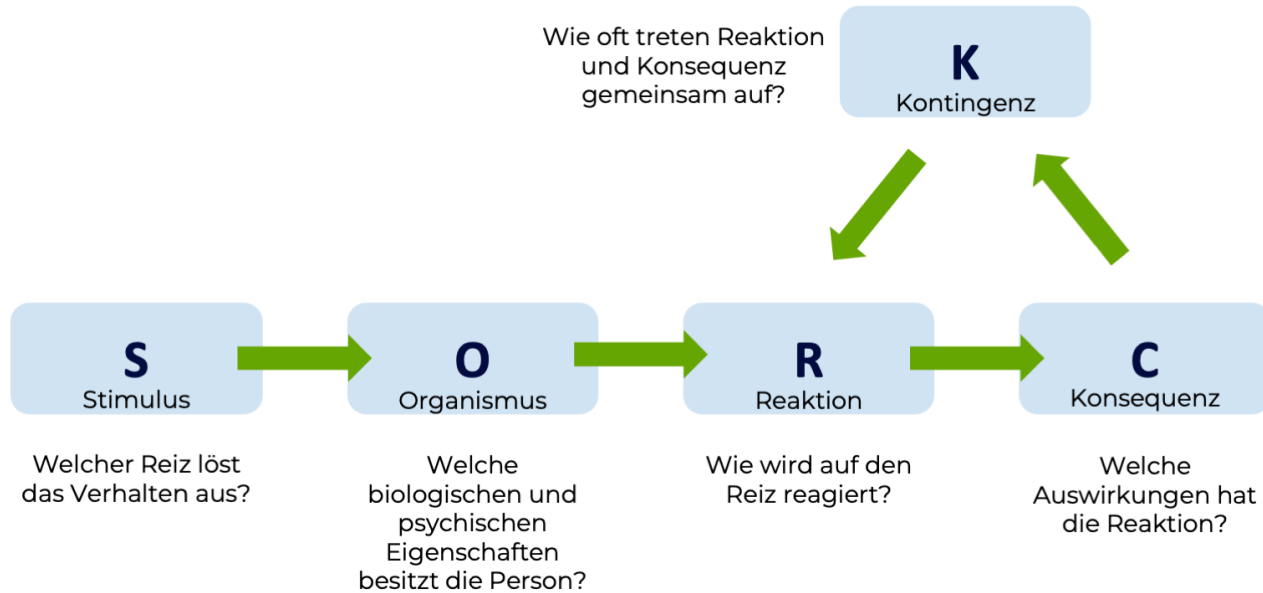 Wie oft treten Reaktion
und Konsequenz
gemeinsam auf?
K
Kontingenz
S
Stimulus
O
Organismus
R
Reaktion
C
Konsequenz
Welcher Reiz löst
das Verhalten aus?
Welche
biologischen und
psychischen
Eigenschaften
besitzt die Person?
Wie wird auf den
Reiz reagiert?
Welche
Auswirkungen hat
die Reaktion?